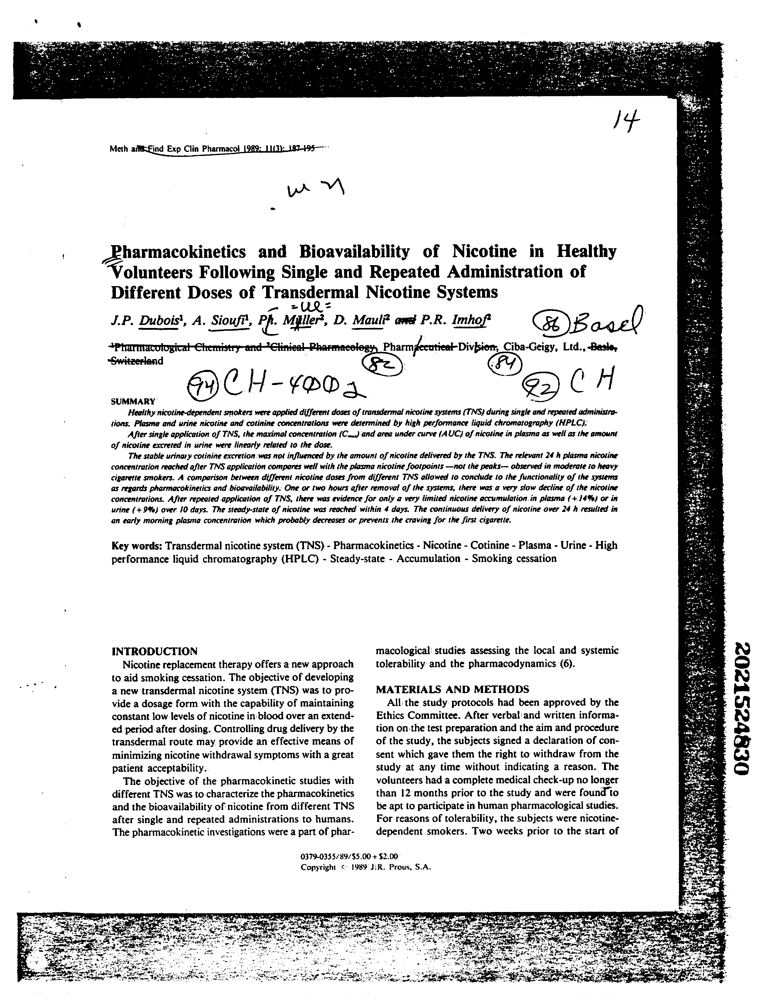 14
Meth and Find Exp Clin Pharmacol 1989; 11(3): 187-195
Pharmacokinetics and Bioavailability of Nicotine in Healthy
Volunteers Following Single and Repeated Administration of
Different Doses of Transdermal Nicotine Systems
=ue=
J.P. Dubois¹, A. Sioufi¹, Ph. Müller², D. Mauli² and P.R. Imhof²
86 Basel
¹Pharmacological Chemistry and ²Clinical Pharmacology, Pharmaceutical Division, Ciba-Geigy, Ltd., Basle,
Switzerland
82
84
94 CH-4002
92 CH
SUMMARY
Healthy nicotine-dependent smokers were applied different doses of transdermal nicotine systems (TNS) during single and repeated administra-
tions. Plasma and urine nicotine and cotinine concentrations were determined by high performance liquid chromatography (HPLC).
After single application of TNS, the maximal concentration (Cmax) and area under curve (AUC) of nicotine in plasma as well as the amount
of nicotine excreted in urine were linearly related to the dose.
The stable urinary cotinine excretion was not influenced by the amount of nicotine delivered by the TNS. The relevant 24 h plasma nicotine
concentration reached after TNS application compares well with the plasma nicotine footpoints —not the peaks— observed in moderate to heavy
cigarette smokers. A comparison between different nicotine doses from different TNS allowed to conclude to the functionality of the systems
as regards pharmacokinetics and bioavailability. One or two hours after removal of the systems, there was a very slow decline of the nicotine
concentrations. After repeated application of TNS, there was evidence for only a very limited nicotine accumulation in plasma (+14%) or in
urine (+9%) over 10 days. The steady-state of nicotine was reached within 4 days. The continuous delivery of nicotine over 24 h resulted in
an early morning plasma concentration which probably decreases or prevents the craving for the first cigarette.
Key words: Transdermal nicotine system (TNS) - Pharmacokinetics - Nicotine - Cotinine - Plasma - Urine - High
performance liquid chromatography (HPLC) - Steady-state - Accumulation - Smoking cessation
INTRODUCTION
Nicotine replacement therapy offers a new approach
to aid smoking cessation. The objective of developing
a new transdermal nicotine system (TNS) was to pro-
vide a dosage form with the capability of maintaining
constant low levels of nicotine in blood over an extend-
ed period after dosing. Controlling drug delivery by the
transdermal route may provide an effective means of
minimizing nicotine withdrawal symptoms with a great
patient acceptability.
The objective of the pharmacokinetic studies with
different TNS was to characterize the pharmacokinetics
and the bioavailability of nicotine from different TNS
after single and repeated administrations to humans.
The pharmacokinetic investigations were a part of phar-
macological studies assessing the local and systemic
tolerability and the pharmacodynamics (6).
MATERIALS AND METHODS
All the study protocols had been approved by the
Ethics Committee. After verbal and written informa-
tion on the test preparation and the aim and procedure
of the study, the subjects signed a declaration of con-
sent which gave them the right to withdraw from the
study at any time without indicating a reason. The
volunteers had a complete medical check-up no longer
than 12 months prior to the study and were found to
be apt to participate in human pharmacological studies.
For reasons of tolerability, the subjects were nicotine-
dependent smokers. Two weeks prior to the start of
0379-0355/89/$5.00 + $2.00
Copyright © 1989 J.R. Prous, S.A.
2021524830